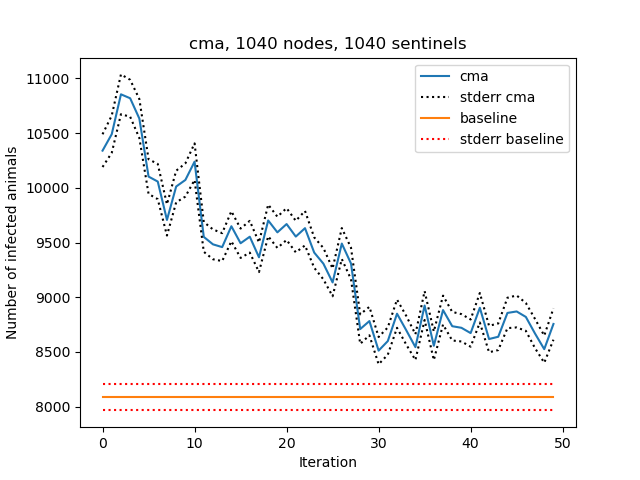 cma, 1040 nodes, 1040 sentinels
Number of infected animals
11000
10500
10000
9500
9000
8500
8000
cma
stderr cma
baseline
stderr baseline
0
10
20
30
40
50
Iteration